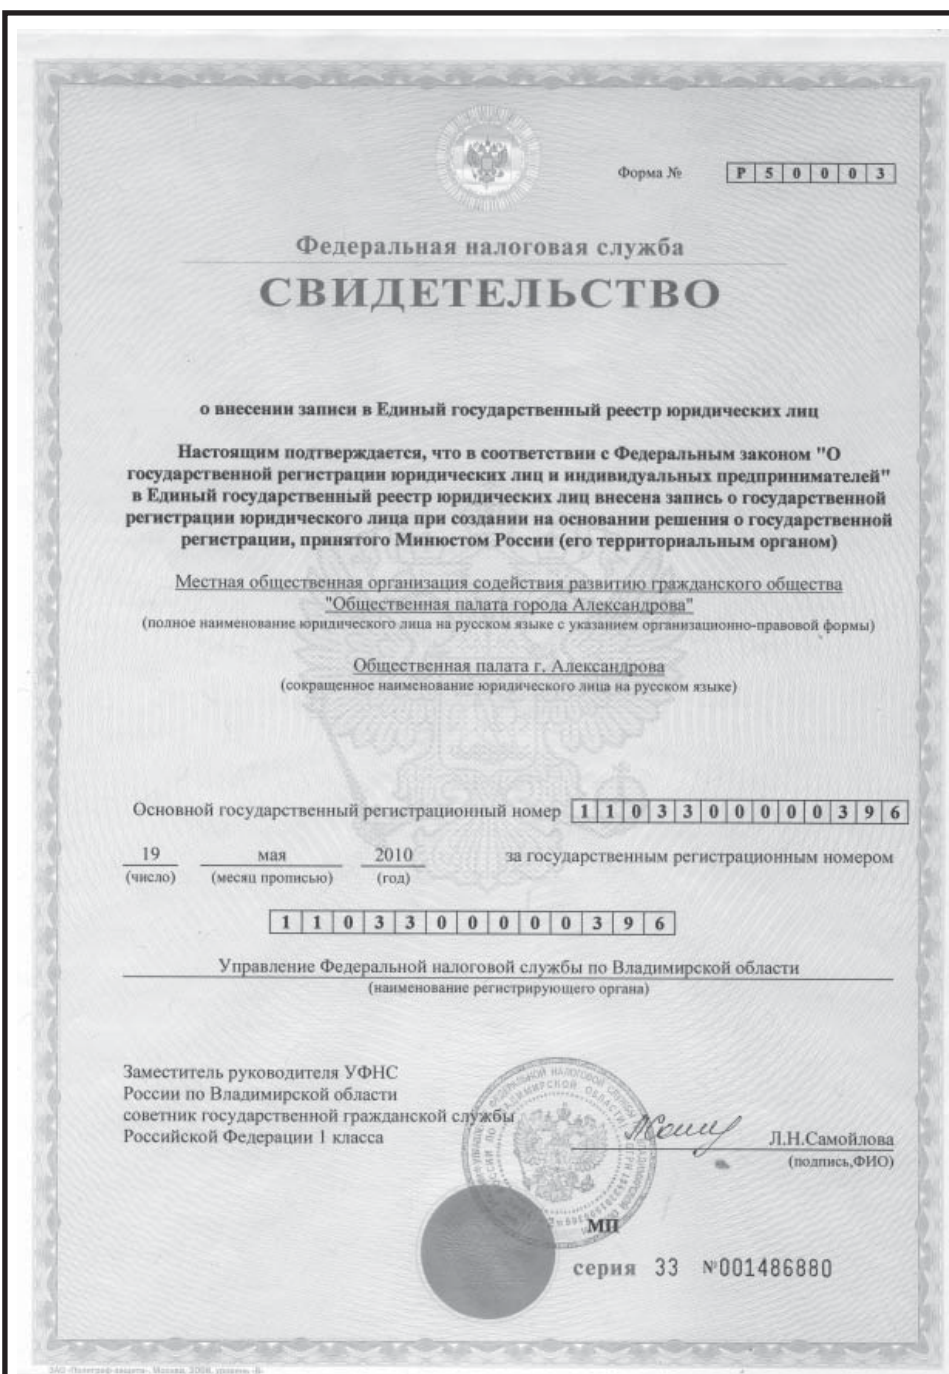 Форма № Р 5 0 0 0 3
Федеральная налоговая служба
СВИДЕТЕЛЬСТВО
о внесении записи в Единый государственный реестр юридических лиц
Настоящим подтверждается, что в соответствии с Федеральным законом "О
государственной регистрации юридических лиц и индивидуальных предпринимателей"
в Единый государственный реестр юридических лиц внесена запись о государственной
регистрации юридического лица при создании на основании решения о государственной
регистрации, принятого Минюстом России (его территориальным органом)
Местная общественная организация содействия развитию гражданского общества
"Общественная палата города Александрова"
(полное наименование юридического лица на русском языке с указанием организационно-правовой формы)
Общественная палата г. Александрова
(сокращенное наименование юридического лица на русском языке)
Основной государственный регистрационный номер 1 1 0 3 3 0 0 0 0 0 3 9 6
19 мая 2010 за государственным регистрационным номером
(число) (месяц прописью) (год)
1 1 0 3 3 0 0 0 0 0 3 9 6
Управление Федеральной налоговой службы по Владимирской области
(наименование регистрирующего органа)
Заместитель руководителя УФНС
России по Владимирской области
советник государственной гражданской службы
Российской Федерации 1 класса
Л.Н.Самойлова
(подпись,ФИО)
МП
серия 33 №001486880